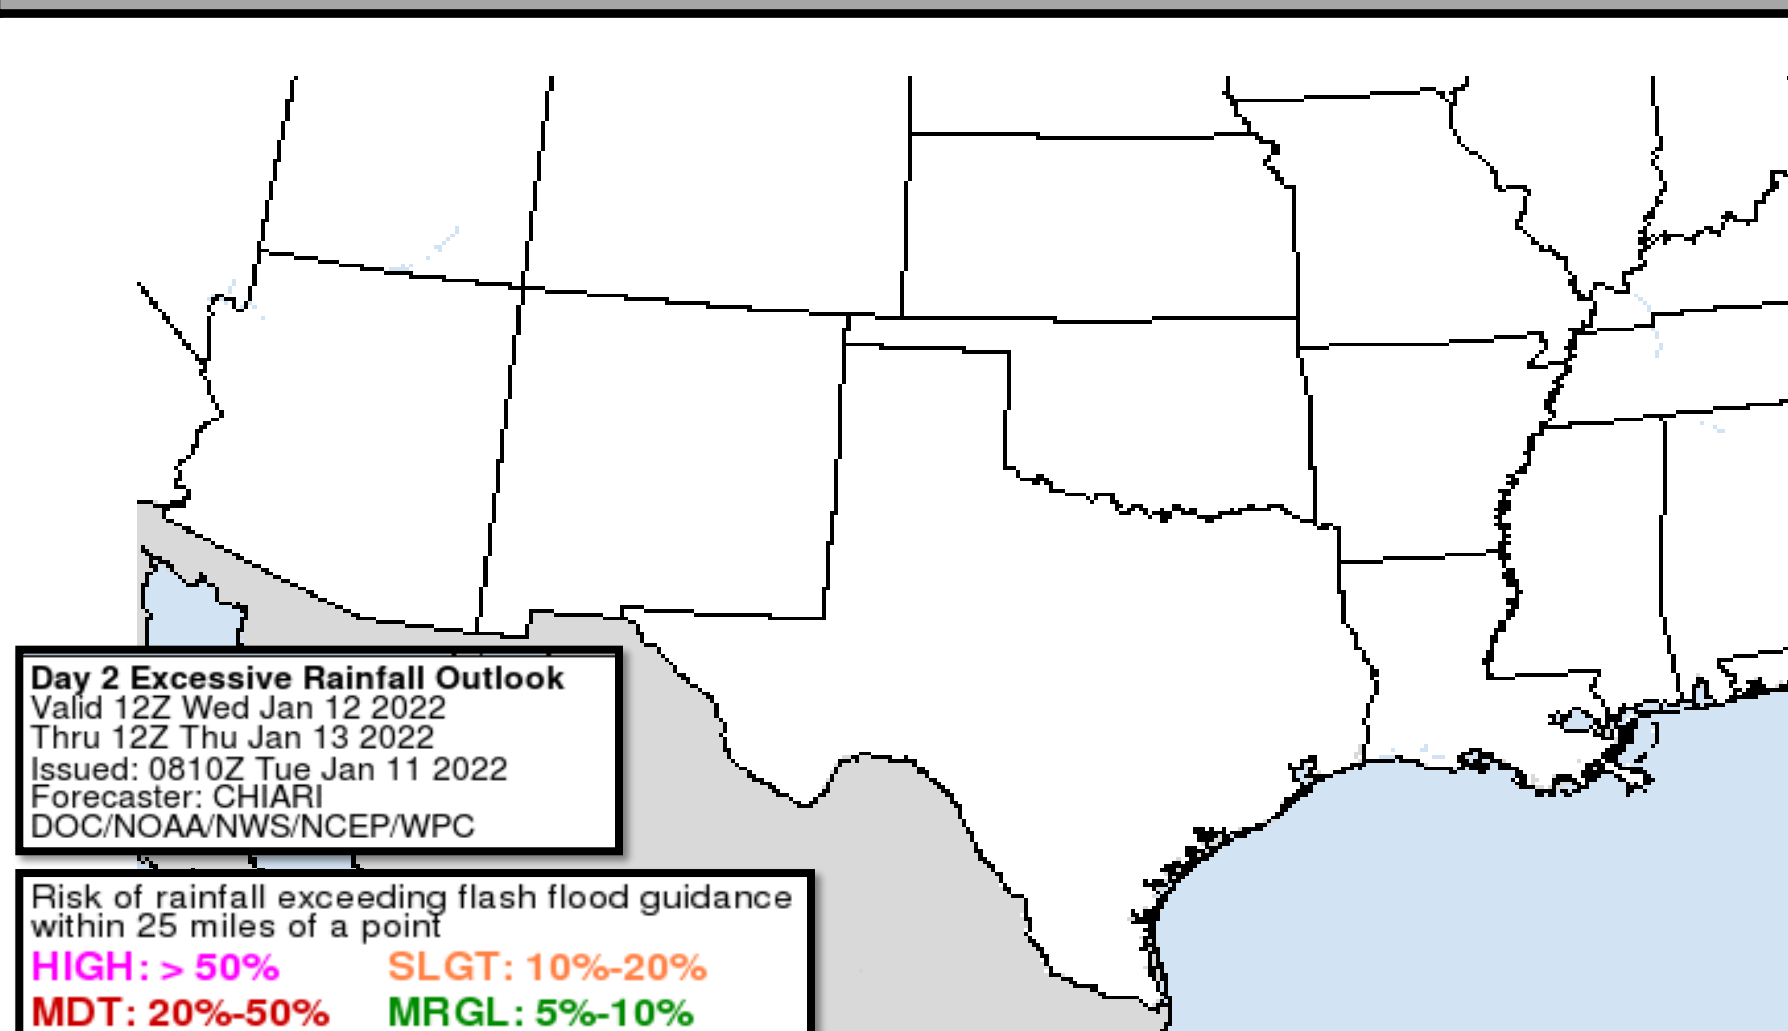 Day 2 Excessive Rainfall Outlook
Valid 12Z Wed Jan 12 2022
Thru 12Z Thu Jan 13 2022
Issued: 0810Z Tue Jan 11 2022
Forecaster: CHIARI
DOC/NOAA/NWS/NCEP/WPC
Risk of rainfall exceeding flash flood guidance
within 25 miles of a point
HIGH: > 50% SLGT: 10%-20%
MDT: 20%-50% MRGL: 5%-10%